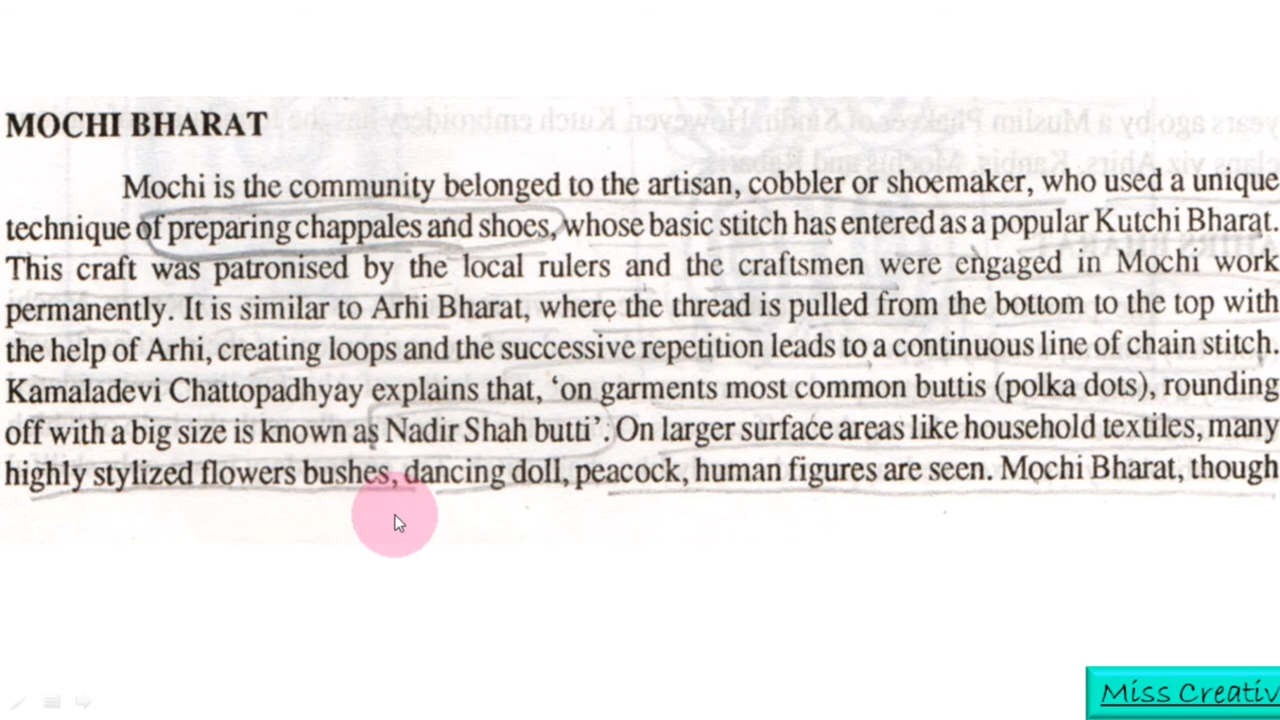 MOCHI BHARAT
Mochi is the community belonged to the artisan, cobbler or shoemaker, who used a unique
technique of preparing chappales and shoes, whose basic stitch has entered as a popular Kutchi Bharat.
This craft was patronised by the local rulers and the craftsmen were engaged in Mochi work
permanently. It is similar to Arhi Bharat, where the thread is pulled from the bottom to the top with
the help of Arhi, creating loops and the successive repetition leads to a continuous line of chain stitch.
Kamaladevi Chattopadhyay explains that, ‘on garments most common buttis (polka dots), rounding
off with a big size is known as Nadir Shah butti’. On larger surface areas like household textiles, many
highly stylized flowers bushes, dancing doll, peacock, human figures are seen. Mochi Bharat, though
Miss Creativ